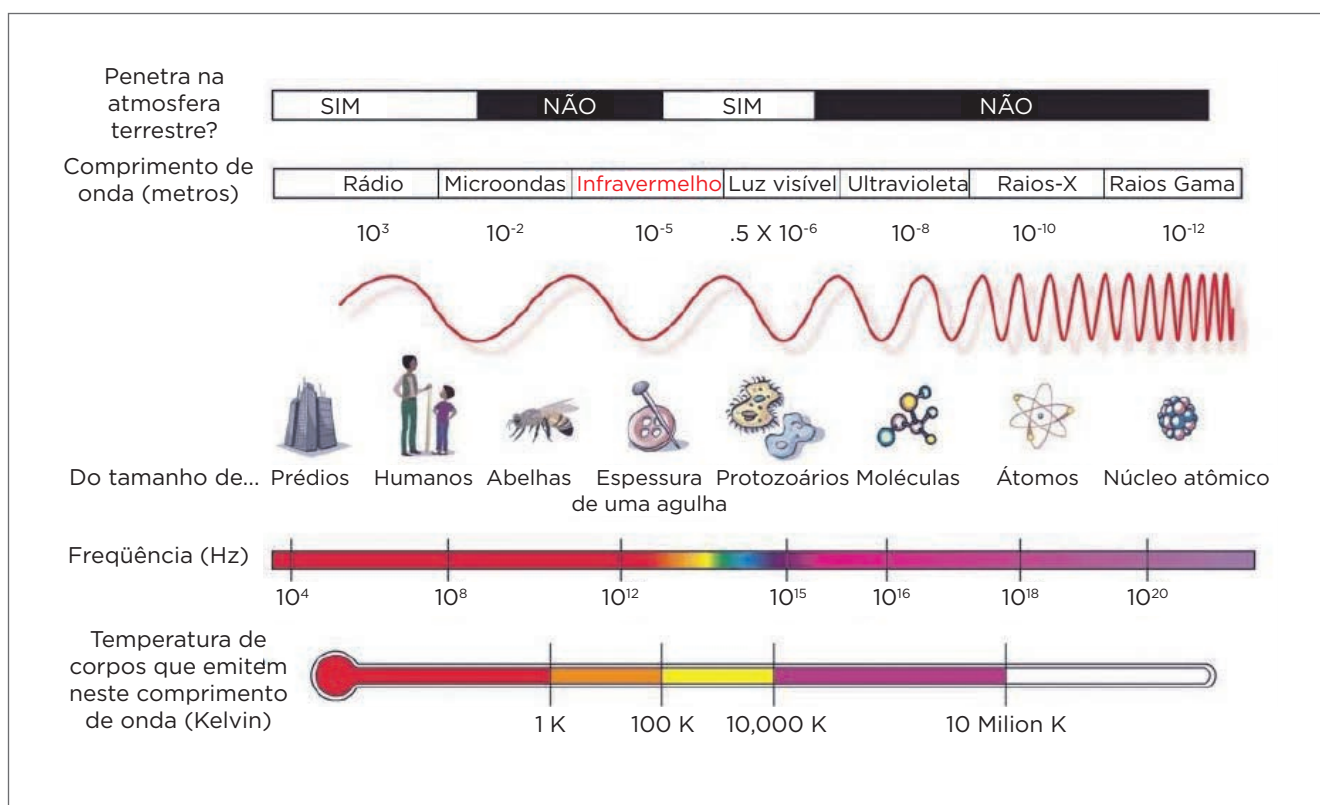 Penetra na
atmosfera
terrestre?
SIM NÃO SIM NÃO
Comprimento de
onda (metros)
Rádio Microondas Infravermelho Luz visível Ultravioleta Raios-X Raios Gama
10³ 10⁻² 10⁻⁵ .5 X 10⁻⁶ 10⁻⁸ 10⁻¹⁰ 10⁻¹²
Do tamanho de... Prédios Humanos Abelhas Espessura Protozoários Moléculas Átomos Núcleo atômico
de uma agulha
Freqüência (Hz)
10⁴ 10⁸ 10¹² 10¹⁵ 10¹⁶ 10¹⁸ 10²⁰
Temperatura de
corpos que emitem
neste comprimento
de onda (Kelvin)
1 K 100 K 10,000 K 10 Milion K